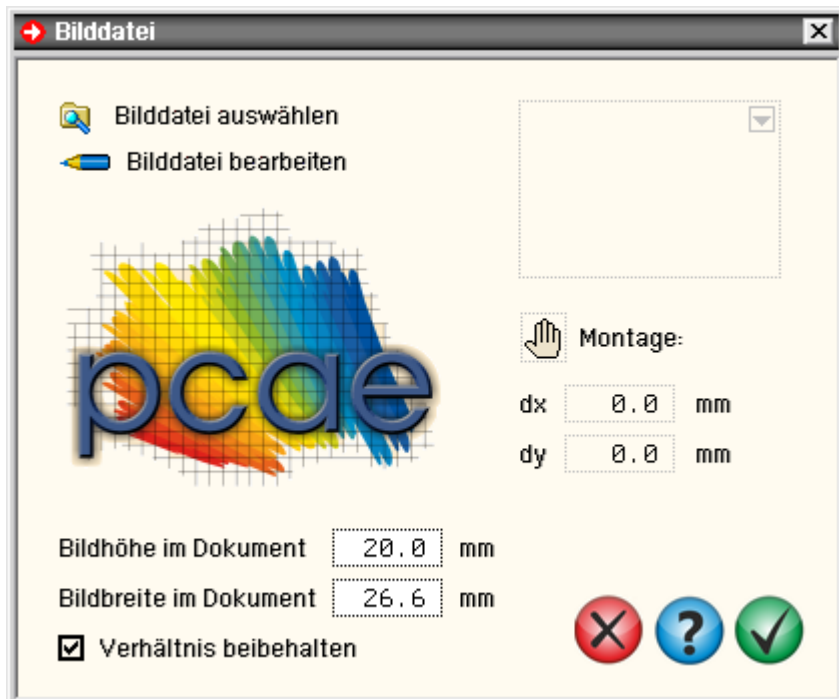 Bilddatei
Bilddatei auswählen
Bilddatei bearbeiten
pcae
Montage:
dx 0.0 mm
dy 0.0 mm
Bildhöhe im Dokument 20.0 mm
Bildbreite im Dokument 26.6 mm
Verhältnis beibehalten